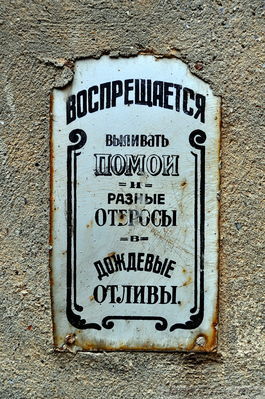 ВОСПРЕЩАЕТСЯ
ВЫЛИВАТЬ
ПОМОИ
= И =
РАЗНЫЕ
ОТБРОСЫ
= В =
ДОЖДЕВЫЕ
ОТЛИВЫ.